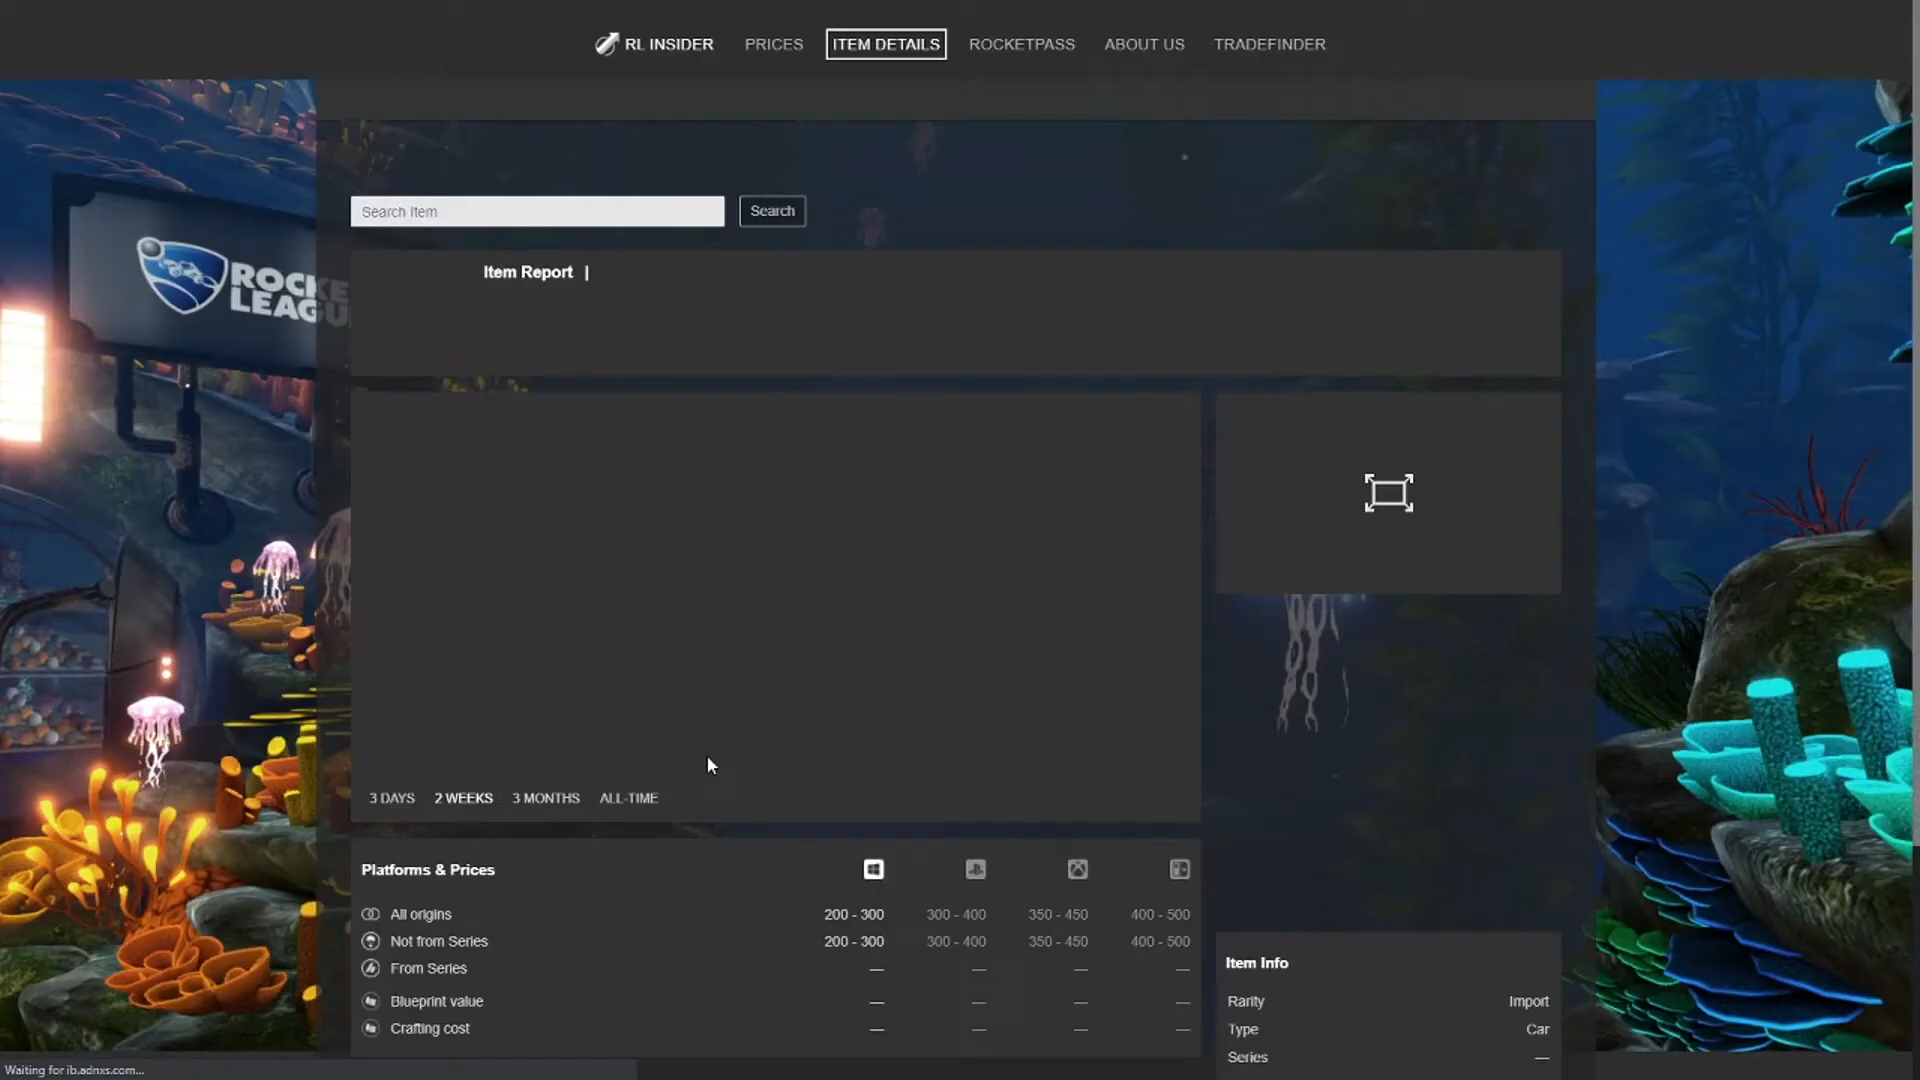 RL INSIDER PRICES ITEM DETAILS ROCKETPASS ABOUT US TRADEFINDER
Search Item Search
ROCKE
LEAGU
Item Report |
3 DAYS 2 WEEKS 3 MONTHS ALL-TIME
Platforms & Prices
All origins 200 - 300 300 - 400 350 - 450 400 - 500
Not from Series 200 - 300 300 - 400 350 - 450 400 - 500
From Series — — — —
Blueprint value — — — —
Crafting cost — — — —
Item Info
Rarity Import
Type Car
Series —
Waiting for ib.adnxs.com...